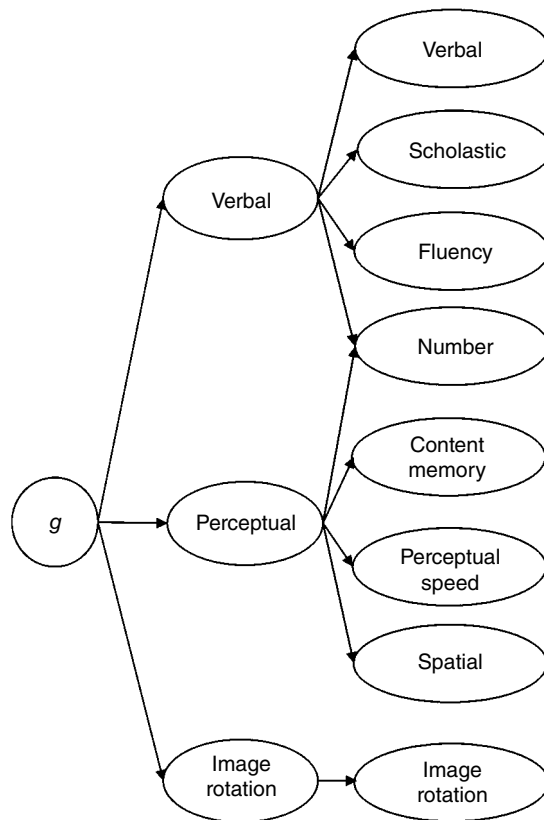 g
Verbal
Perceptual
Image
rotation
Verbal
Scholastic
Fluency
Number
Content
memory
Perceptual
speed
Spatial
Image
rotation